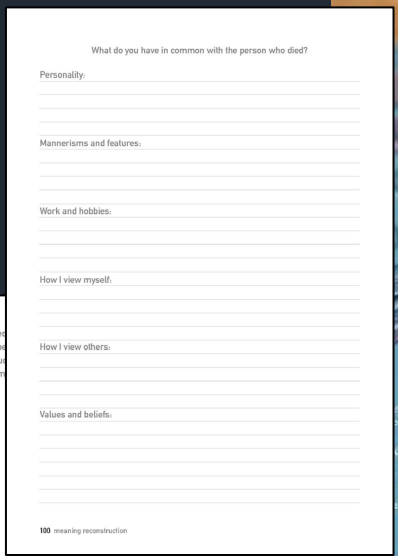 What do you have in common with the person who died?
Personality:
Mannerisms and features:
Work and hobbies:
How I view myself:
How I view others:
Values and beliefs:
100 meaning reconstruction